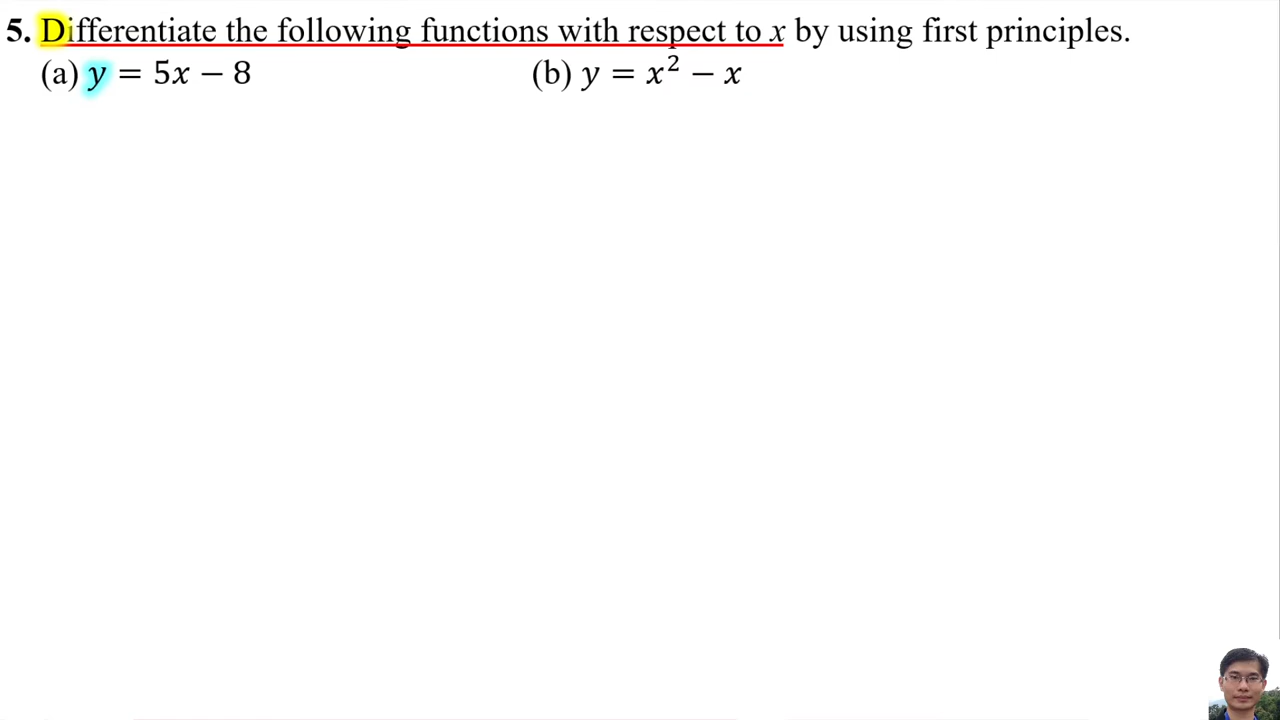 5. Differentiate the following functions with respect to x by using first principles.
(a) y = 5x − 8 (b) y = x² − x